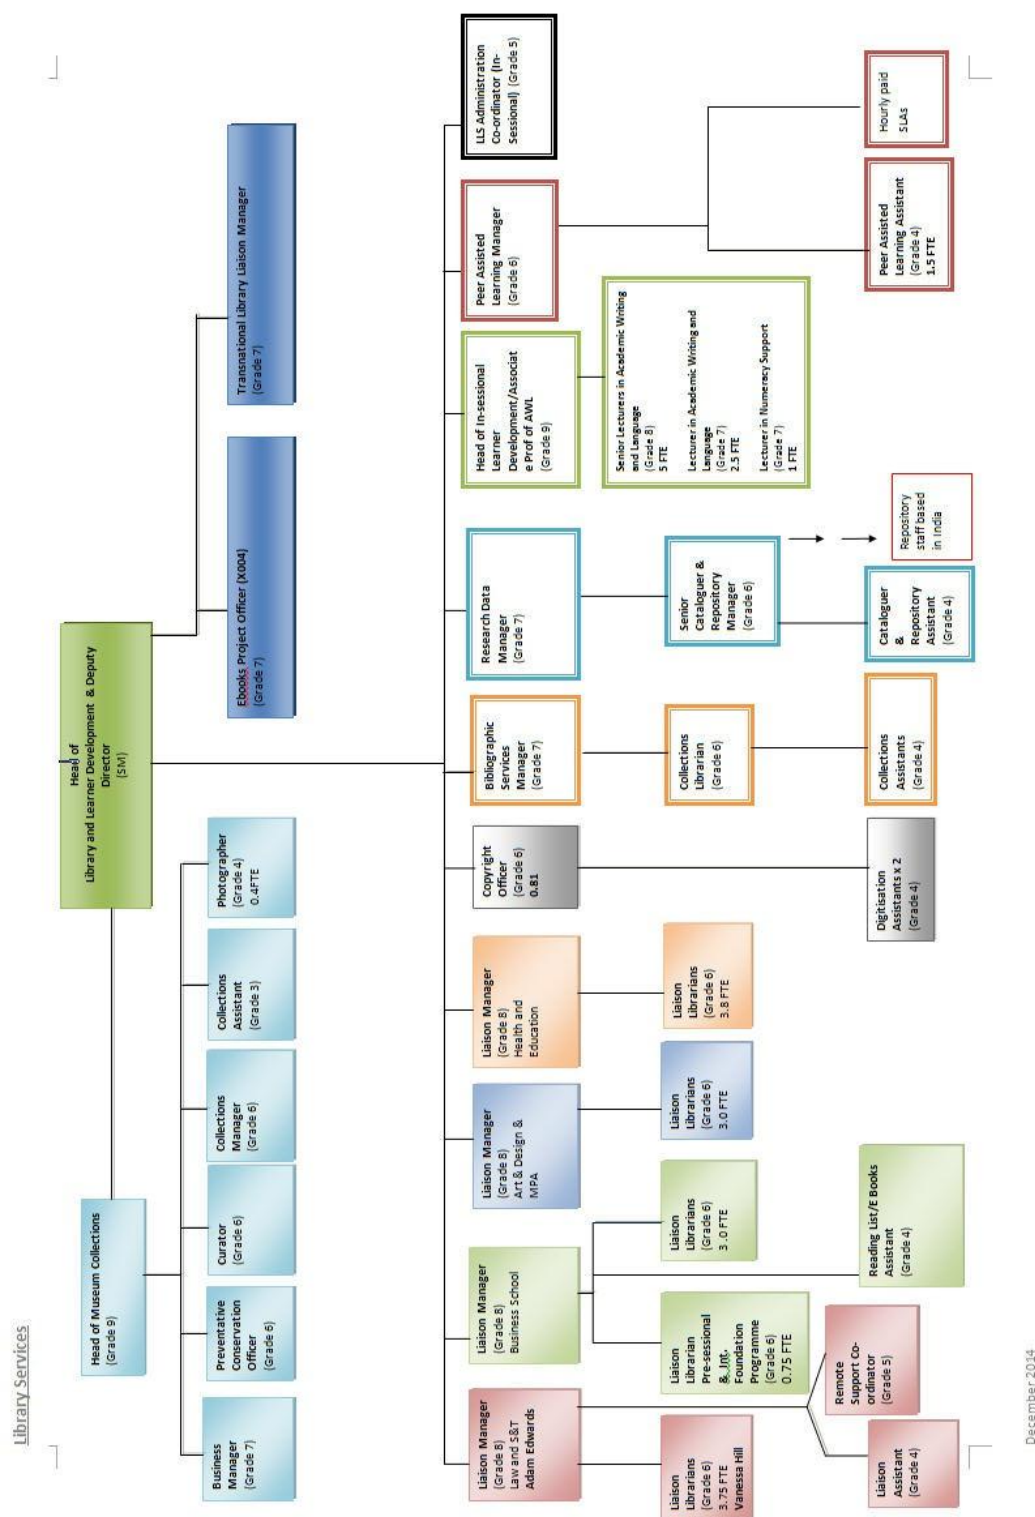 Library Services
Head of
Library and Learner Development & Deputy
Director
(SM)
Head of Museum Collections
(Grade 9)
Business
Manager
(Grade 7)
Preventative
Conservation
Officer
(Grade 6)
Curator
(Grade 6)
Collections
Manager
(Grade 6)
Collections
Assistant
(Grade 3)
Photographer
(Grade 4)
0.4FTE
Ebooks Project Officer (X004)
(Grade 7)
Transnational Library Liaison Manager
(Grade 7)
Liaison Manager
(Grade 8)
Law and S&T
Adam Edwards
Liaison Manager
(Grade 8)
Business School
Liaison Manager
(Grade 8)
Art & Design &
MPA
Liaison Manager
(Grade 8)
Health and
Education
Copyright
Officer
(Grade 6)
0.81
Bibliographic
Services
Manager
(Grade 7)
Research Data
Manager
(Grade 7)
Head of In-sessional
Learner
Development/Associat
e Prof of AWL
(Grade 9)
Peer Assisted
Learning Manager
(Grade 6)
LLS Administration
Co-ordinator (In-
Sessional) (Grade 5)
Senior Lecturers in Academic Writing
and Language
(Grade 8)
5 FTE
Lecturer in Academic Writing and
Language
(Grade 7)
2.5 FTE
Lecturer in Numeracy Support
(Grade 7)
1 FTE
Liaison
Librarians
(Grade 6)
3.75 FTE
Vanessa Hill
Liaison
Librarian
Pre-sessional
& Int.
Foundation
Programme
(Grade 6)
0.75 FTE
Liaison
Librarians
(Grade 6)
3.0 FTE
Liaison
Librarians
(Grade 6)
3.0 FTE
Liaison
Librarians
(Grade 6)
3.8 FTE
Collections
Librarian
(Grade 6)
Senior
Cataloguer &
Repository
Manager
(Grade 6)
Liaison
Assistant
(Grade 4)
Remote
Support Co-
ordinator
(Grade 5)
Reading List/E Books
Assistant
(Grade 4)
Digitisation
Assistants x 2
(Grade 4)
Collections
Assistants
(Grade 4)
Cataloguer
&
Repository
Assistant
(Grade 4)
Repository
staff based
in India
Peer Assisted
Learning Assistant
(Grade 4)
1.5 FTE
Hourly paid
SLAs
December 2014